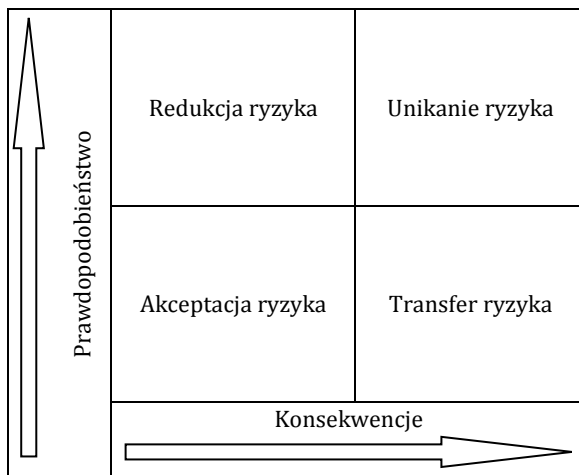 Redukcja ryzyka
Unikanie ryzyka
Prawdopodobieństwo
Akceptacja ryzyka
Transfer ryzyka
Konsekwencje